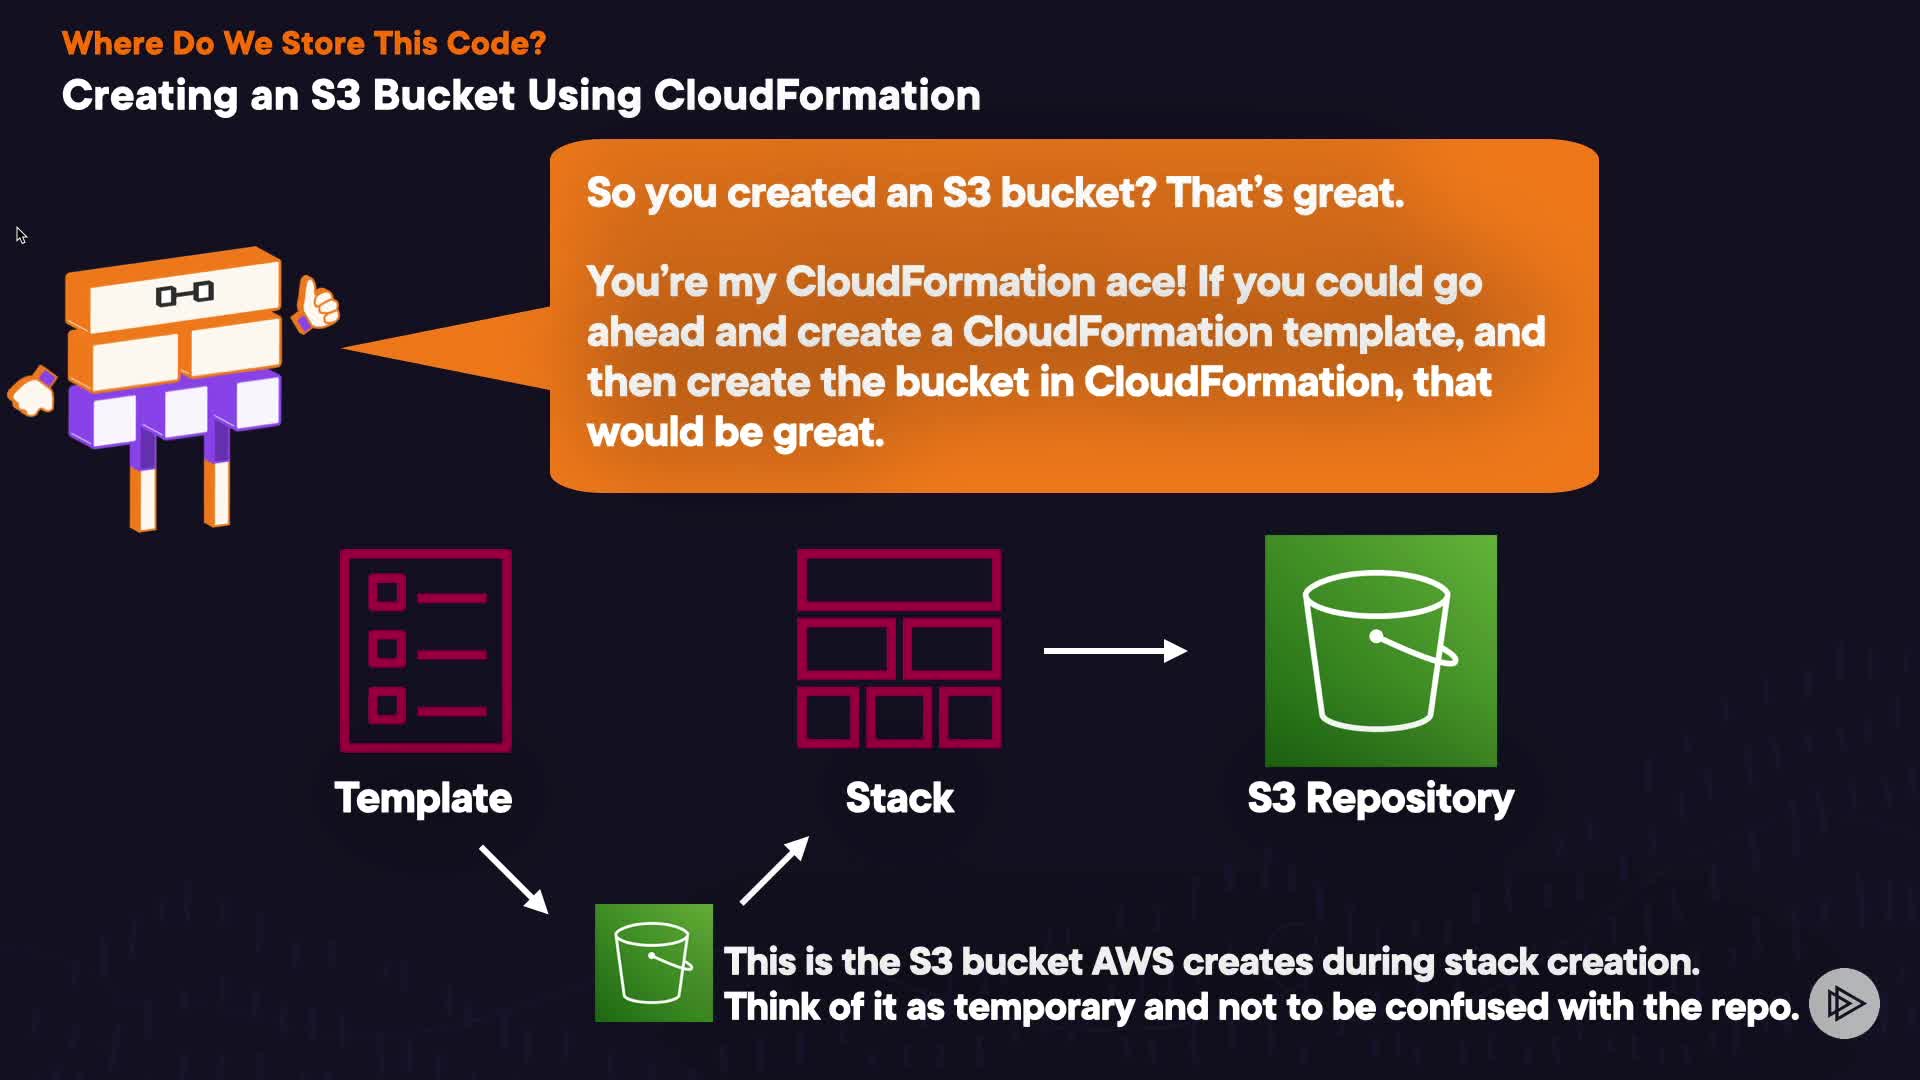 Where Do We Store This Code?
Creating an S3 Bucket Using CloudFormation
So you created an S3 bucket? That's great.
You're my CloudFormation ace! If you could go
ahead and create a CloudFormation template, and
then create the bucket in CloudFormation, that
would be great.
Template
Stack
S3 Repository
This is the S3 bucket AWS creates during stack creation.
Think of it as temporary and not to be confused with the repo.